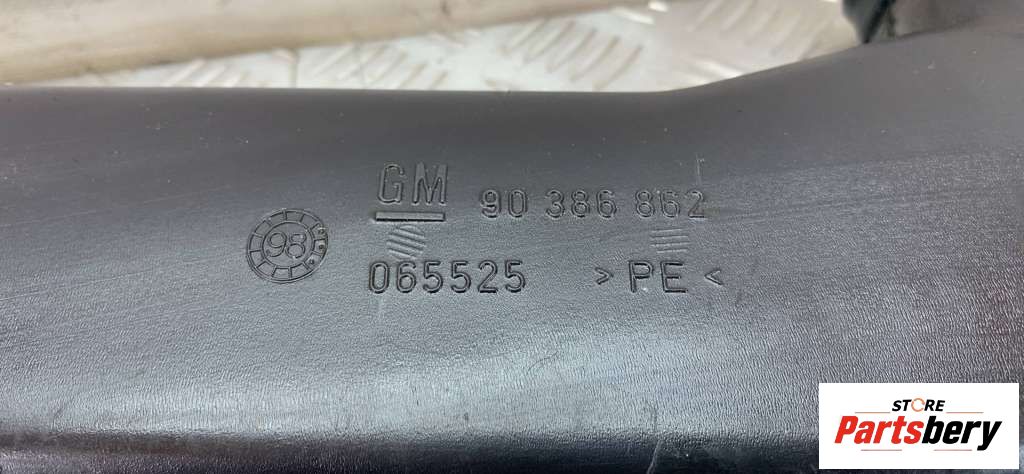 GM 90 386 862
98
065525 >PE<
STORE
Partsbery